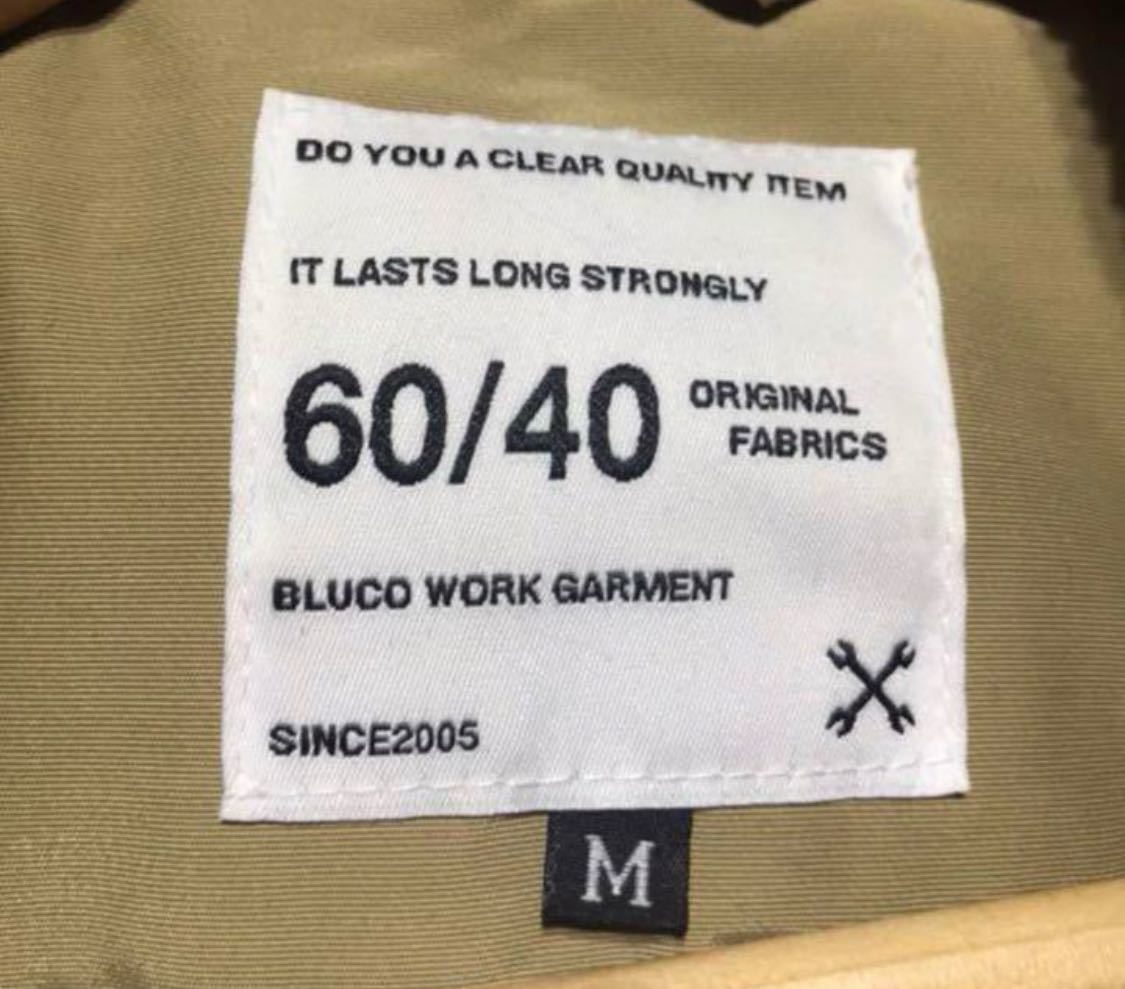 DO YOU A CLEAR QUALITY ITEM
IT LASTS LONG STRONGLY
60/40 ORIGINAL
FABRICS
BLUCO WORK GARMENT
SINCE2005
M